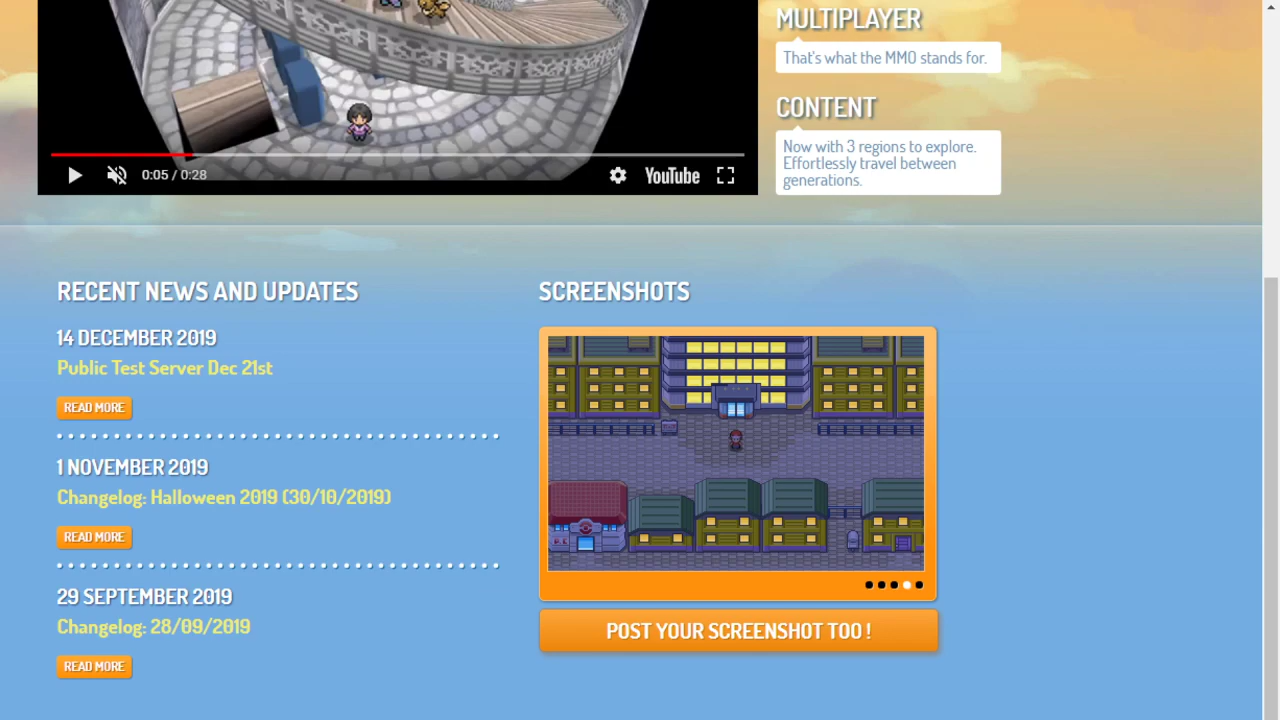 MULTIPLAYER
That's what the MMO stands for.
CONTENT
Now with 3 regions to explore.
Effortlessly travel between
generations.
0:05 / 0:28
YouTube
RECENT NEWS AND UPDATES
14 DECEMBER 2019
Public Test Server Dec 21st
READ MORE
1 NOVEMBER 2019
Changelog: Halloween 2019 (30/10/2019)
READ MORE
29 SEPTEMBER 2019
Changelog: 28/09/2019
READ MORE
SCREENSHOTS
POST YOUR SCREENSHOT TOO !